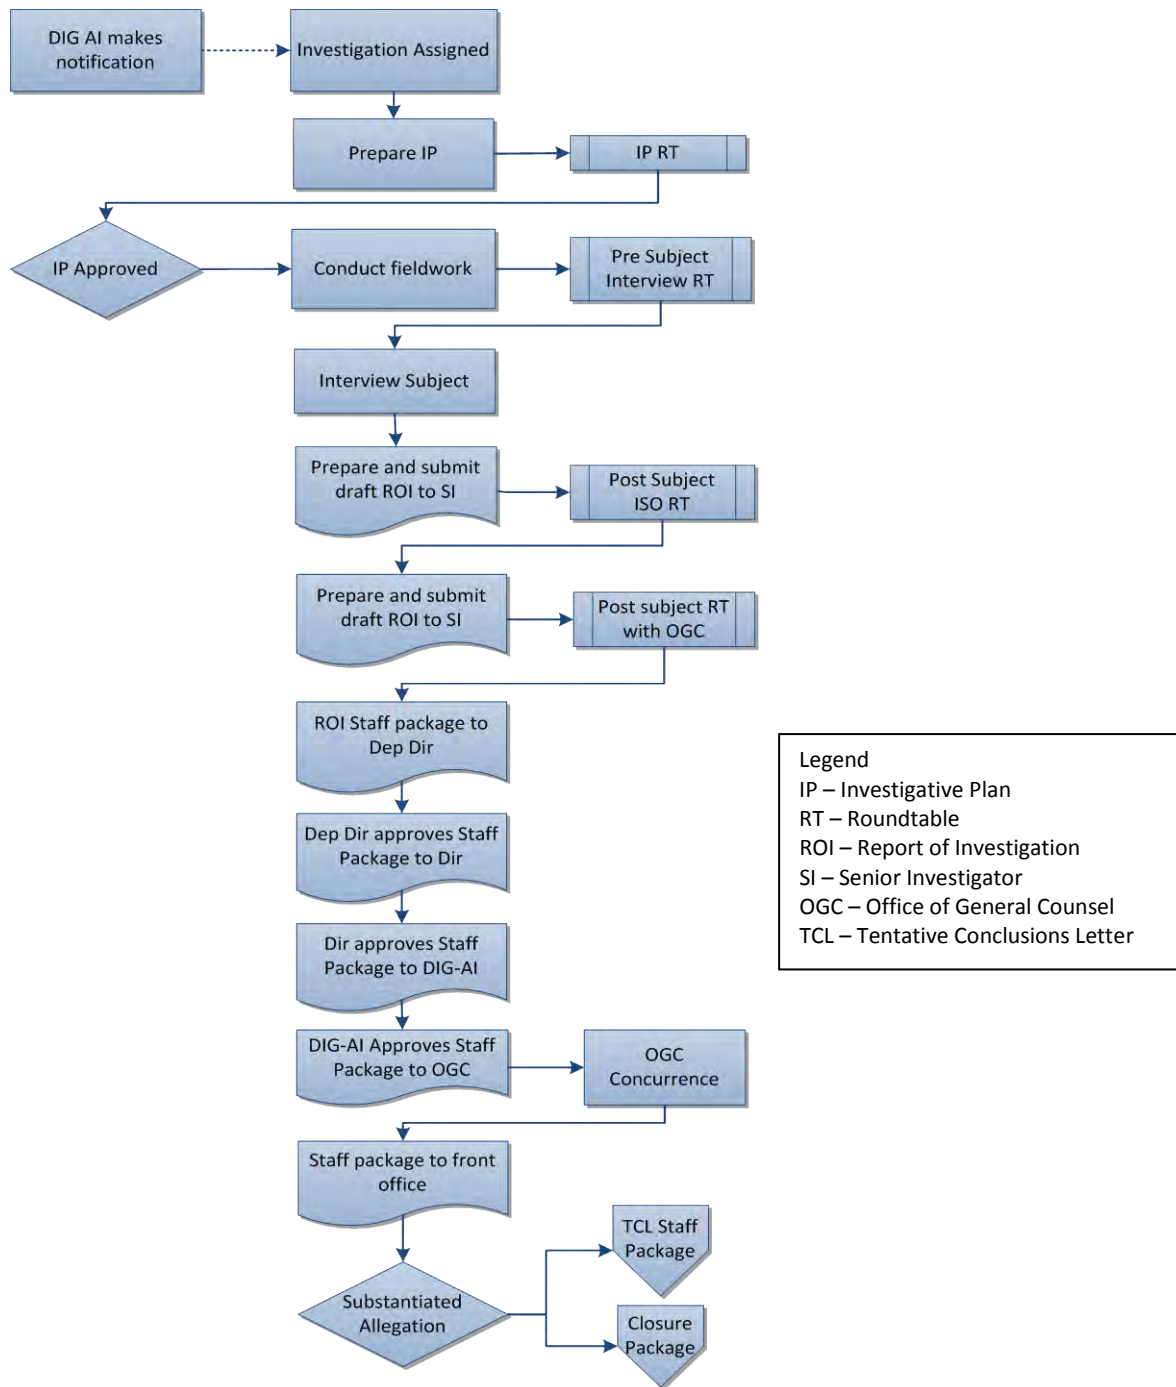 DIG AI makes
notification
Investigation Assigned
Prepare IP
IP RT
IP Approved
Conduct fieldwork
Pre Subject
Interview RT
Interview Subject
Prepare and submit
draft ROI to SI
Post Subject
ISO RT
Prepare and submit
draft ROI to SI
Post subject RT
with OGC
ROI Staff package to
Dep Dir
Dep Dir approves Staff
Package to Dir
Dir approves Staff
Package to DIG-AI
DIG-AI Approves Staff
Package to OGC
OGC
Concurrence
Staff package to front
office
Substantiated
Allegation
TCL Staff
Package
Closure
Package
Legend
IP – Investigative Plan
RT – Roundtable
ROI – Report of Investigation
SI – Senior Investigator
OGC – Office of General Counsel
TCL – Tentative Conclusions Letter